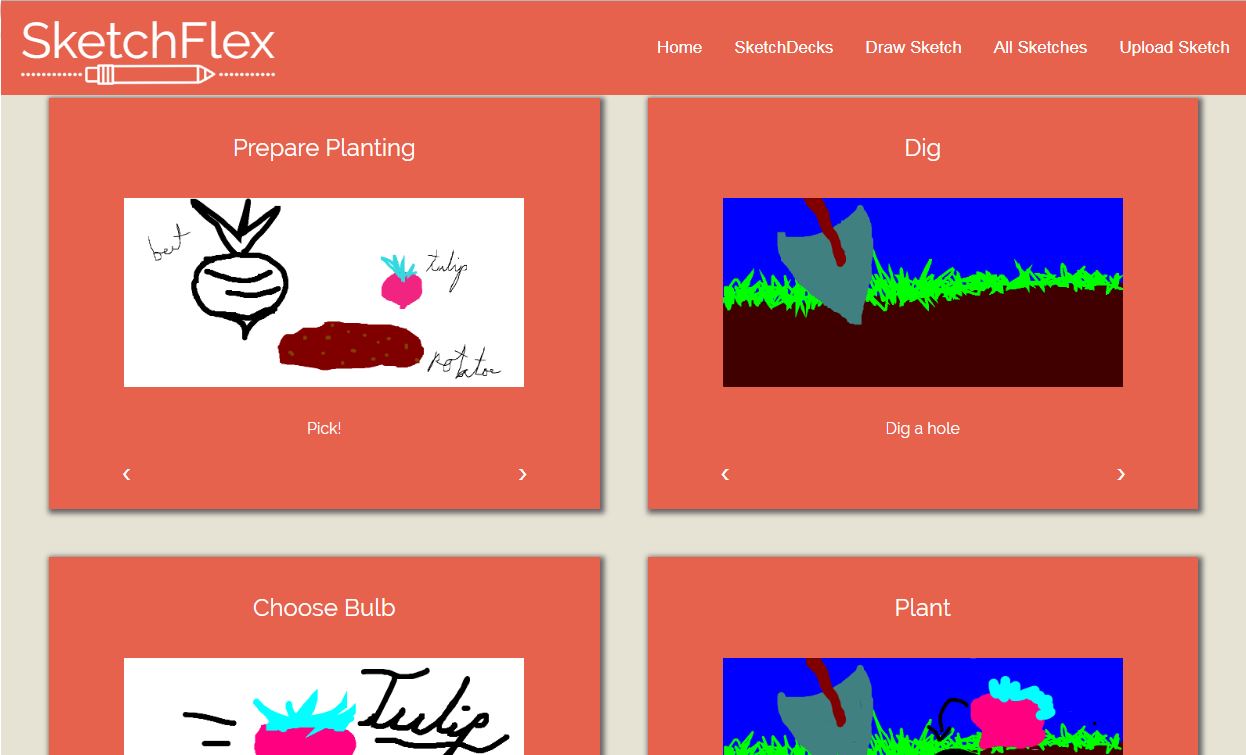 SketchFlex
Home SketchDecks Draw Sketch All Sketches Upload Sketch
Prepare Planting
beet
tulip
potatoe
Pick!
‹ ›
Dig
Dig a hole
‹ ›
Choose Bulb
Tulip
Plant